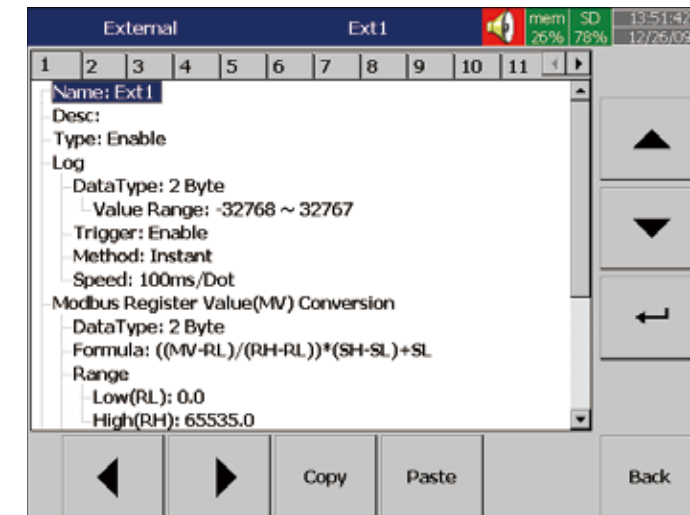 External Ext1 mem SD 13:51:42
26% 78% 12/26/09
1 2 3 4 5 6 7 8 9 10 11
Name: Ext1
Desc:
Type: Enable
Log
DataType: 2 Byte
Value Range: -32768 ~ 32767
Trigger: Enable
Method: Instant
Speed: 100ms/Dot
Modbus Register Value(MV) Conversion
DataType: 2 Byte
Formula: ((MV-RL)/(RH-RL))*(SH-SL)+SL
Range
Low(RL): 0.0
High(RH): 65535.0
Copy Paste Back